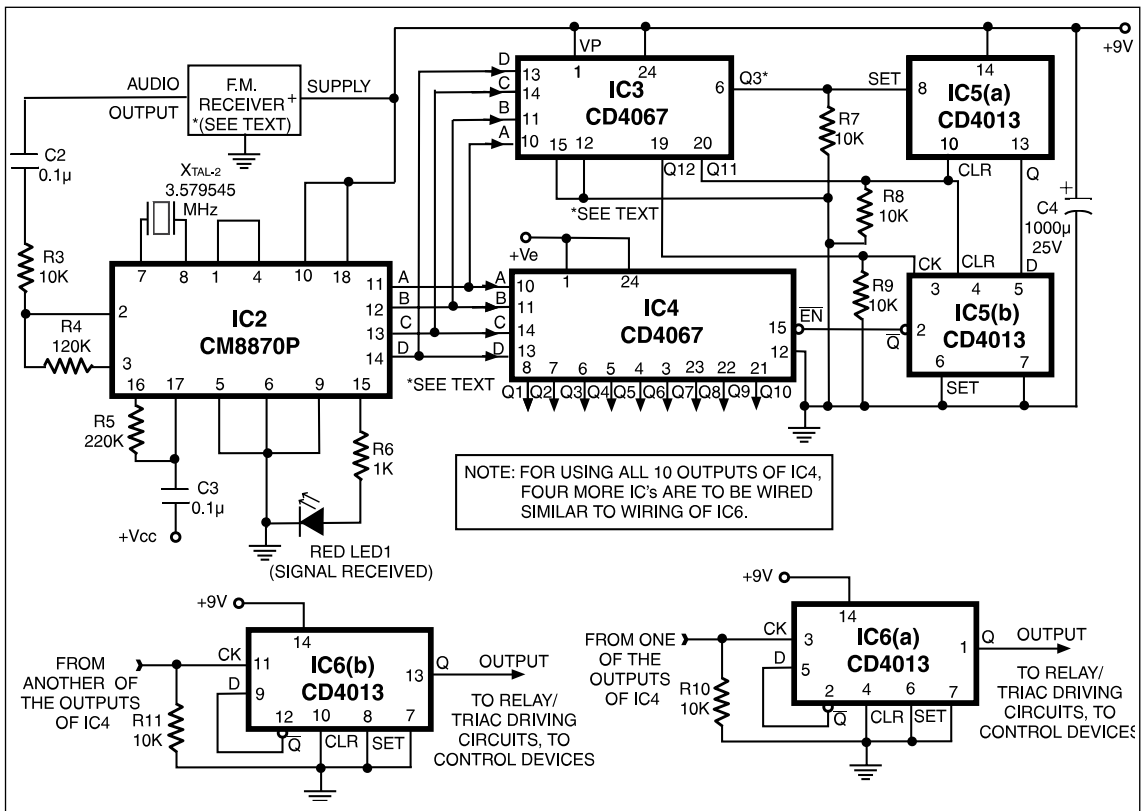 +9V
AUDIO
OUTPUT
F.M.
RECEIVER +
*(SEE TEXT)
SUPPLY
C2
0.1µ
XTAL-2
3.579545
MHz
R3
10K
R4
120K
7 8 1 4 10 18
2
3
IC2
CM8870P
11 A
12 B
13 C
14 D
16 17 5 6 9 15
R5
220K
C3
0.1µ
+Vcc
R6
1K
RED LED1
(SIGNAL RECEIVED)
VP
1 24
D 13
C 14
B 11
A 10
IC3
CD4067
6 Q3*
15 12 19 20
Q12 Q11
*SEE TEXT
R7
10K
R8
10K
R9
10K
SET
8
14
IC5(a)
CD4013
10 13
CLR
Q
C4
1000µ
25V
+
+Ve
1 24
A 10
B 11
C 14
D 13
IC4
CD4067
15 EN
12
8 7 6 5 4 3 23 22 21
Q1 Q2 Q3 Q4 Q5 Q6 Q7 Q8 Q9 Q10
*SEE TEXT
CK CLR D
3 4 5
Q
2
IC5(b)
CD4013
6 7
SET
NOTE: FOR USING ALL 10 OUTPUTS OF IC4,
FOUR MORE IC's ARE TO BE WIRED
SIMILAR TO WIRING OF IC6.
+9V
14
FROM
ANOTHER OF
THE OUTPUTS
OF IC4
CK
11
D
9
IC6(b)
CD4013
13
Q
OUTPUT
12 10 8 7
Q CLR SET
R11
10K
TO RELAY/
TRIAC DRIVING
CIRCUITS, TO
CONTROL DEVICES
+9V
14
FROM ONE
OF THE
OUTPUTS
OF IC4
CK
3
D
5
IC6(a)
CD4013
1
Q
OUTPUT
2 4 6 7
Q CLR SET
R10
10K
TO RELAY/
TRIAC DRIVING
CIRCUITS, TO
CONTROL DEVICES